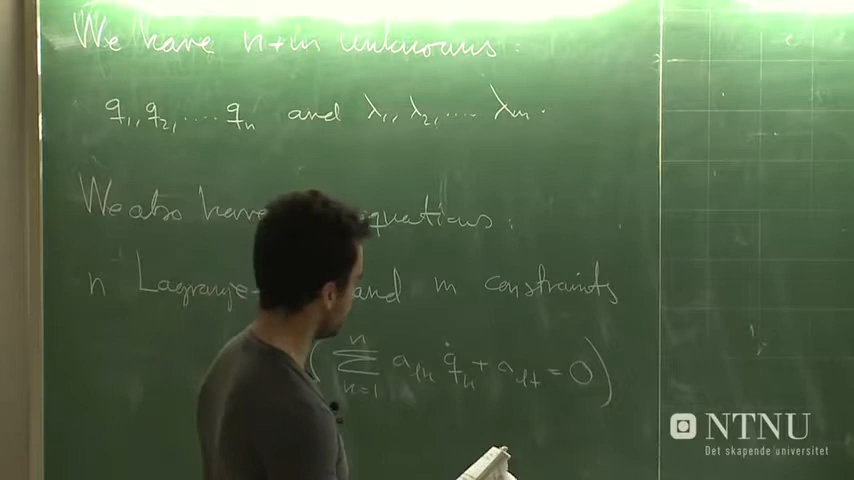 We have n+m unknowns:
q₁, q₂, .... qₙ and λ₁, λ₂, .... λₘ.
We also have equations:
n Lagrange- and m constraints
( ∑ₖ₌₁ⁿ aₗₖ q̇ₖ + aₗₜ = 0 )
NTNU
Det skapende universitet